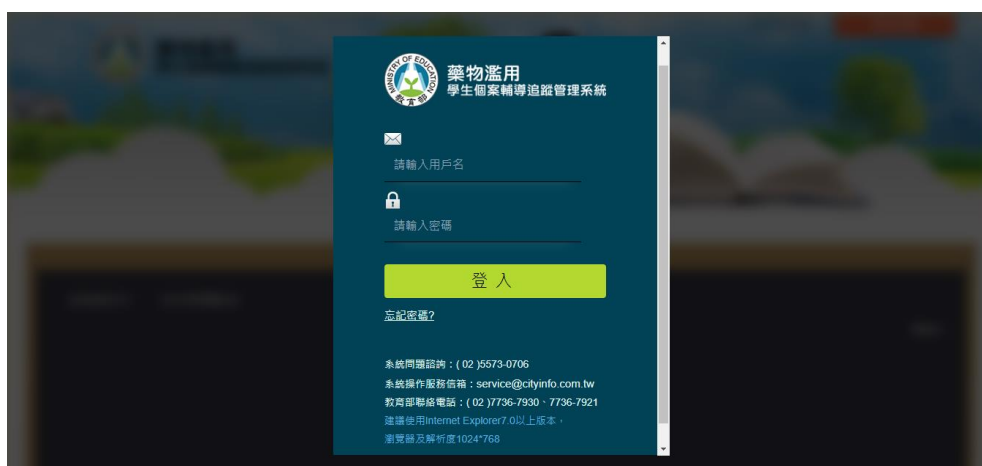 MINISTRY OF EDUCATION
教育部
藥物濫用
學生個案輔導追蹤管理系統
請輸入用戶名
請輸入密碼
登 入
忘記密碼?
系統問題諮詢：( 02 )5573-0706
系統操作服務信箱：service@cityinfo.com.tw
教育部聯絡電話：( 02 )7736-7930、7736-7921
建議使用Internet Explorer7.0以上版本，
瀏覽器及解析度1024*768